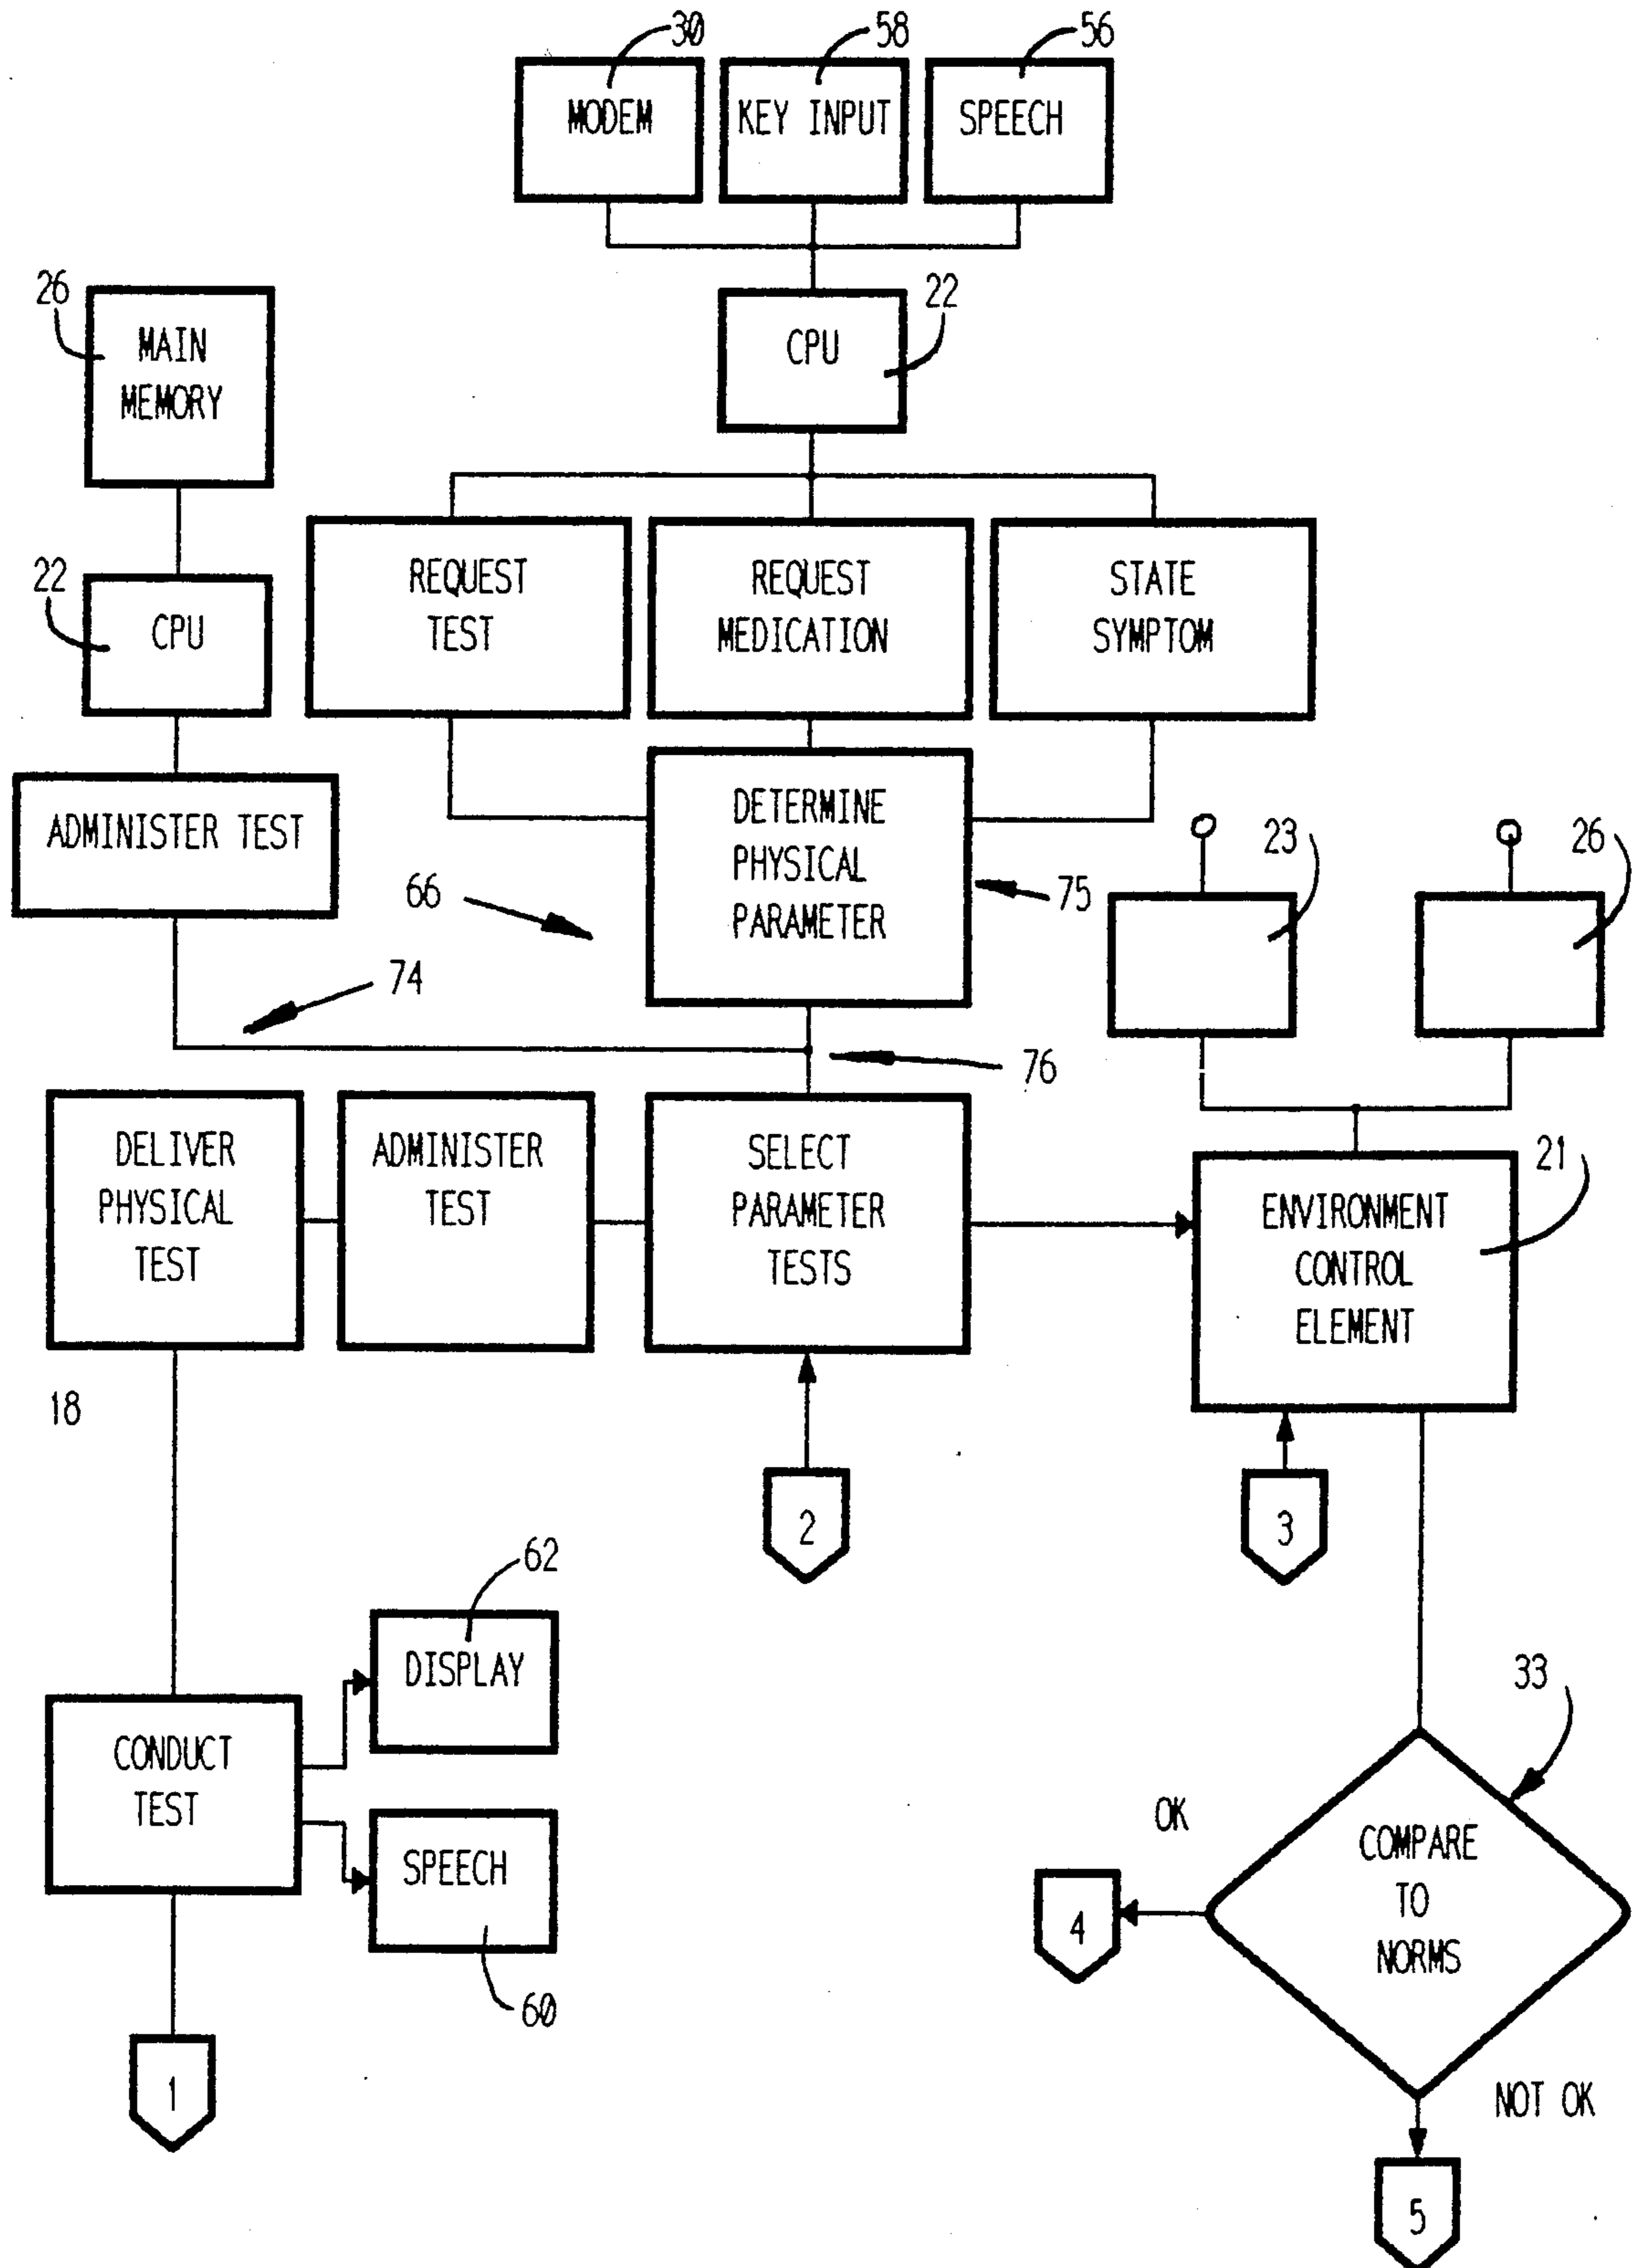 30
58
56
MODEM
KEY INPUT
SPEECH
26
22
MAIN
MEMORY
CPU
22
CPU
REQUEST
TEST
REQUEST
MEDICATION
STATE
SYMPTOM
ADMINISTER TEST
DETERMINE
PHYSICAL
PARAMETER
66
75
23
26
74
76
DELIVER
PHYSICAL
TEST
ADMINISTER
TEST
SELECT
PARAMETER
TESTS
21
ENVIRONMENT
CONTROL
ELEMENT
18
2
3
62
DISPLAY
33
CONDUCT
TEST
SPEECH
60
OK
COMPARE
TO
NORMS
4
1
NOT OK
5